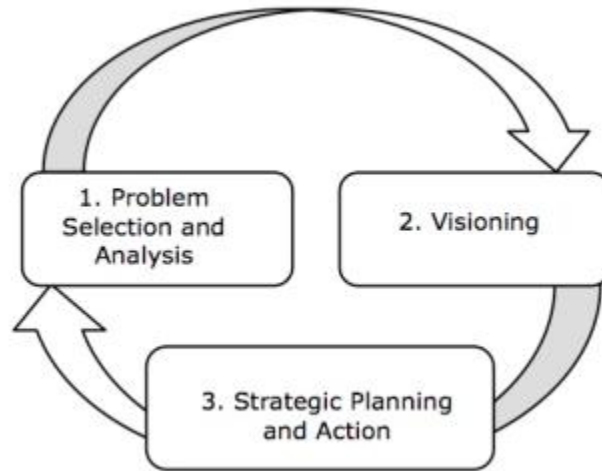 1. Problem
Selection and
Analysis
2. Visioning
3. Strategic Planning
and Action